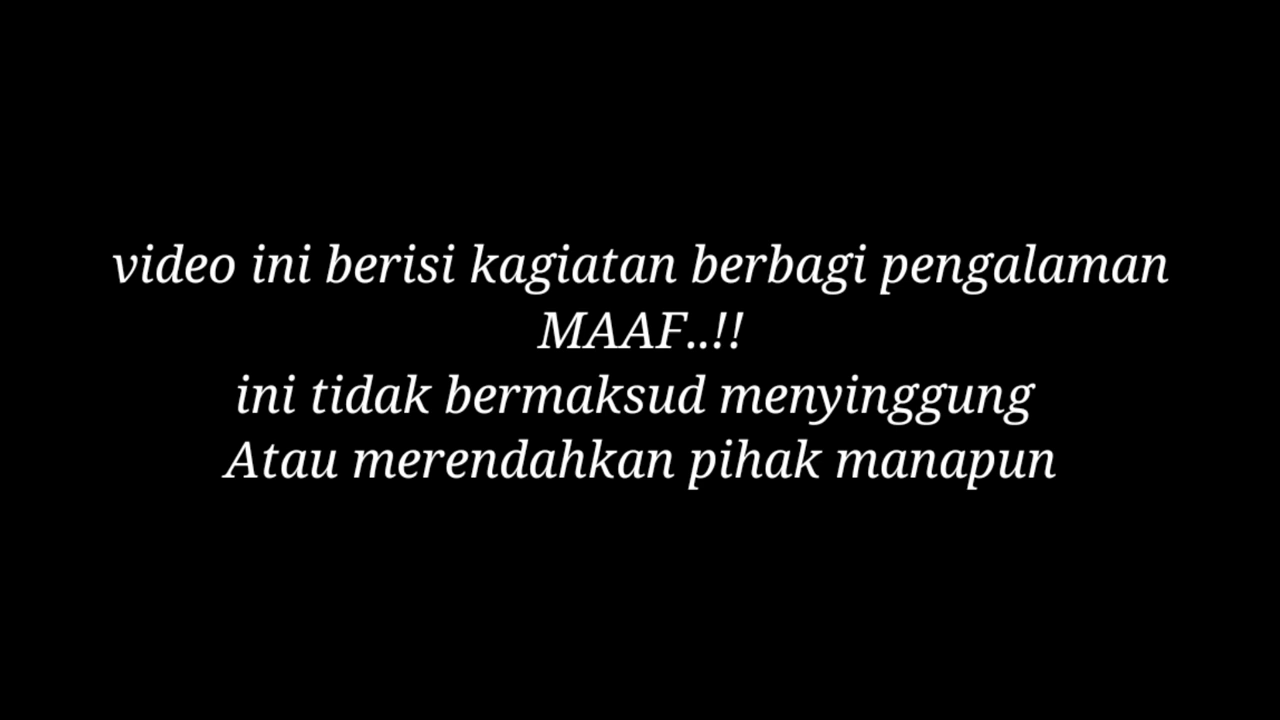 video ini berisi kagiatan berbagi pengalaman
MAAF..!!
ini tidak bermaksud menyinggung
Atau merendahkan pihak manapun